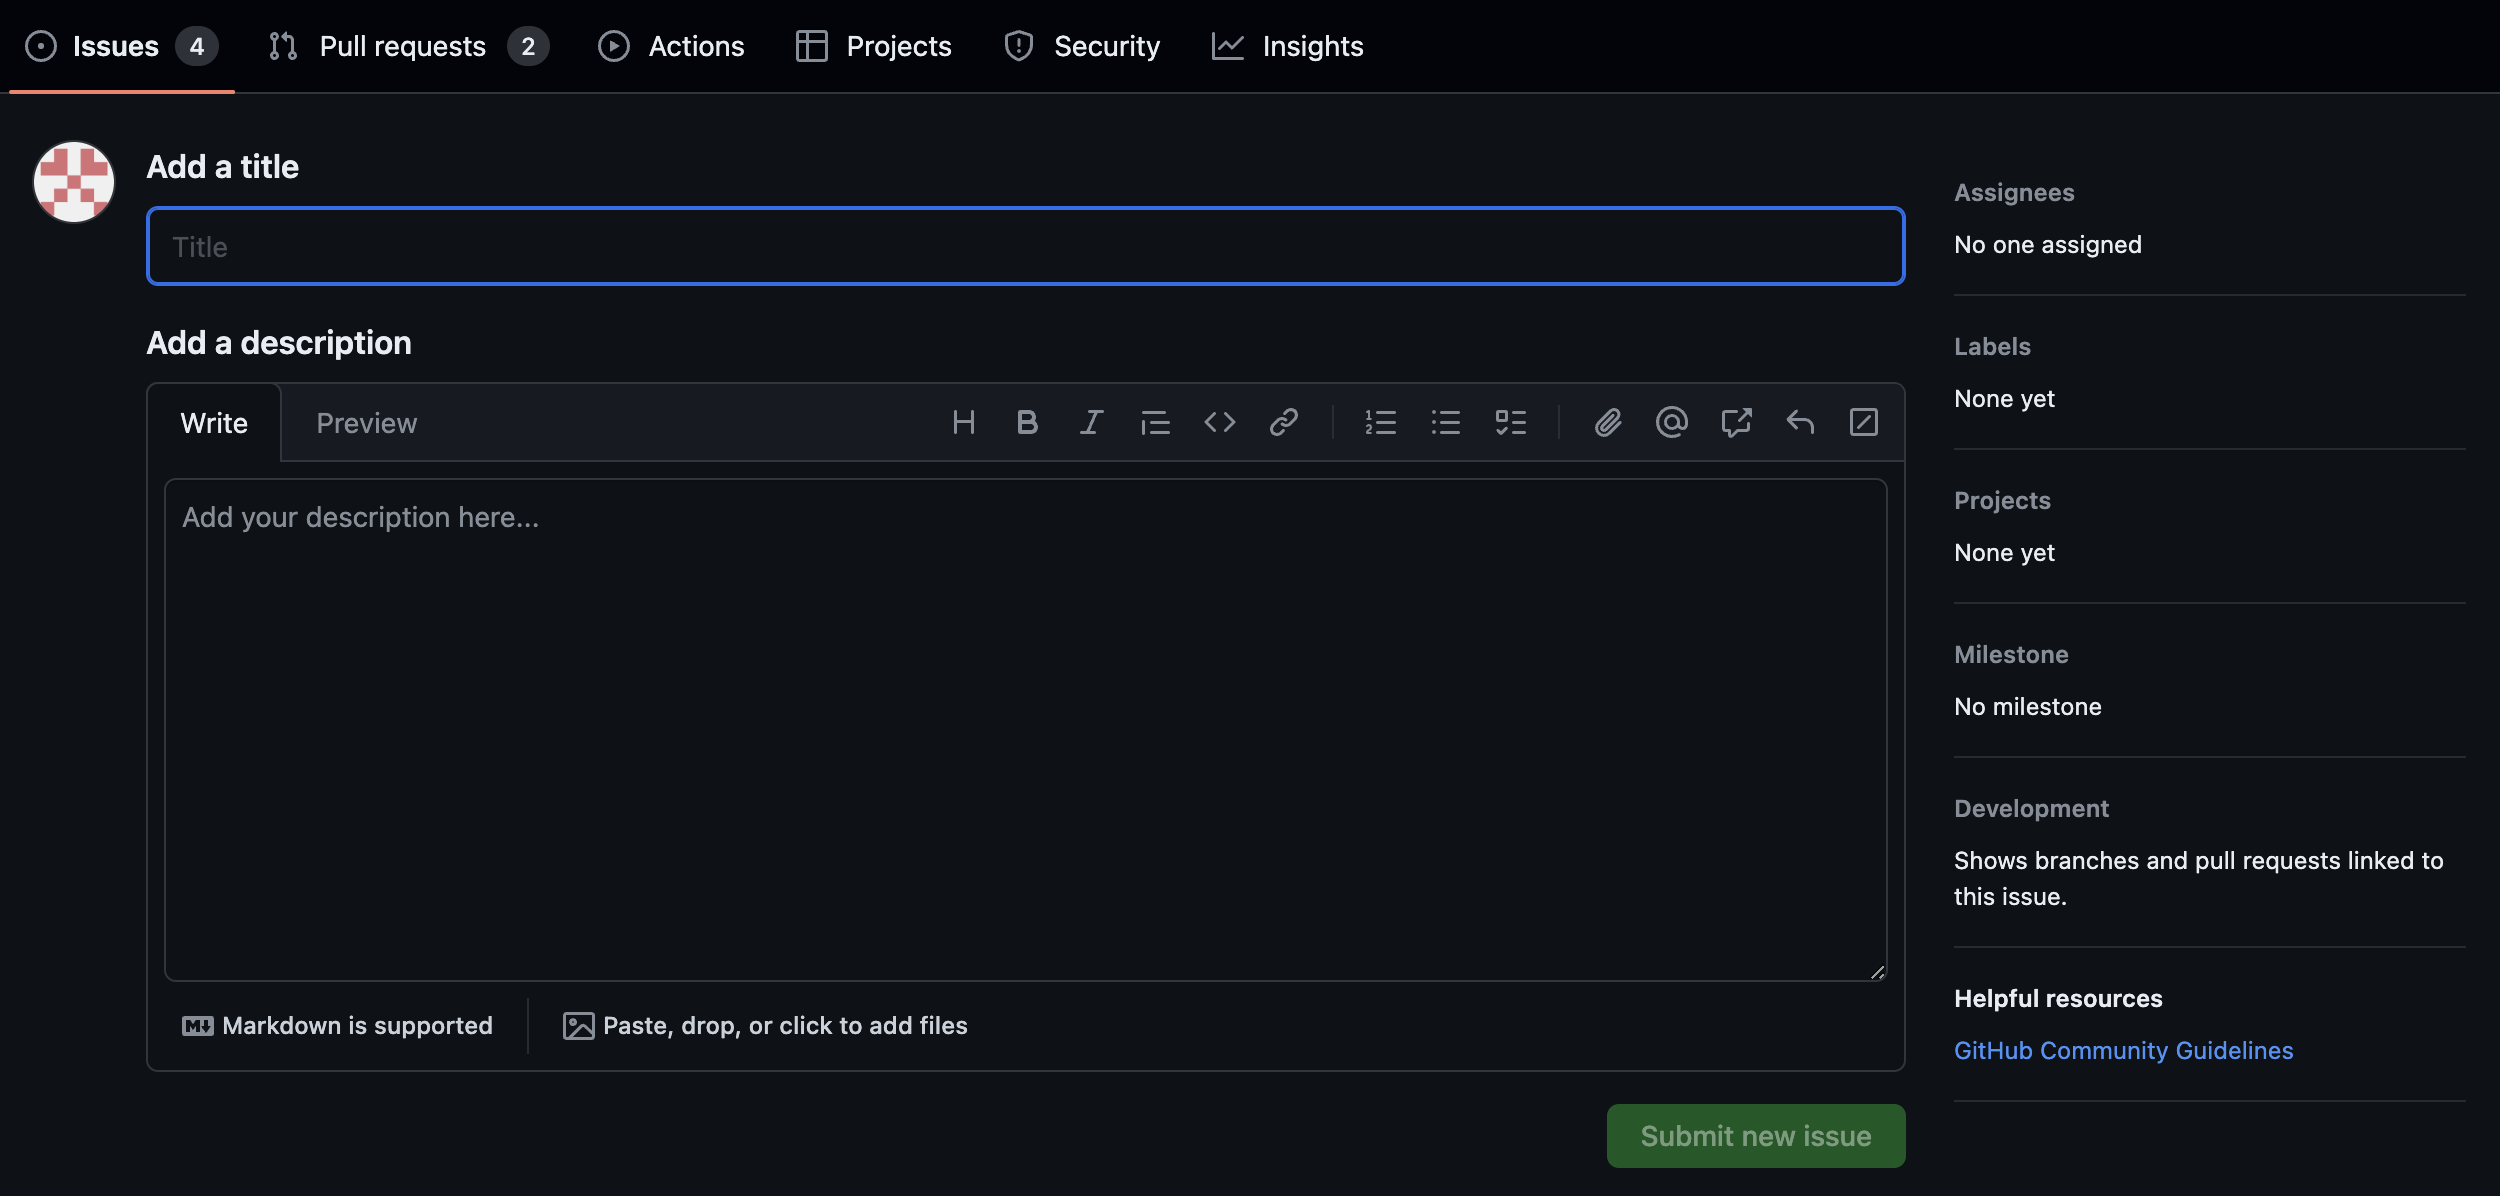 Issues 4 Pull requests 2 Actions Projects Security Insights
Add a title
Title
Add a description
Write Preview
Add your description here...
Markdown is supported Paste, drop, or click to add files
Submit new issue
Assignees
No one assigned
Labels
None yet
Projects
None yet
Milestone
No milestone
Development
Shows branches and pull requests linked to
this issue.
Helpful resources
GitHub Community Guidelines